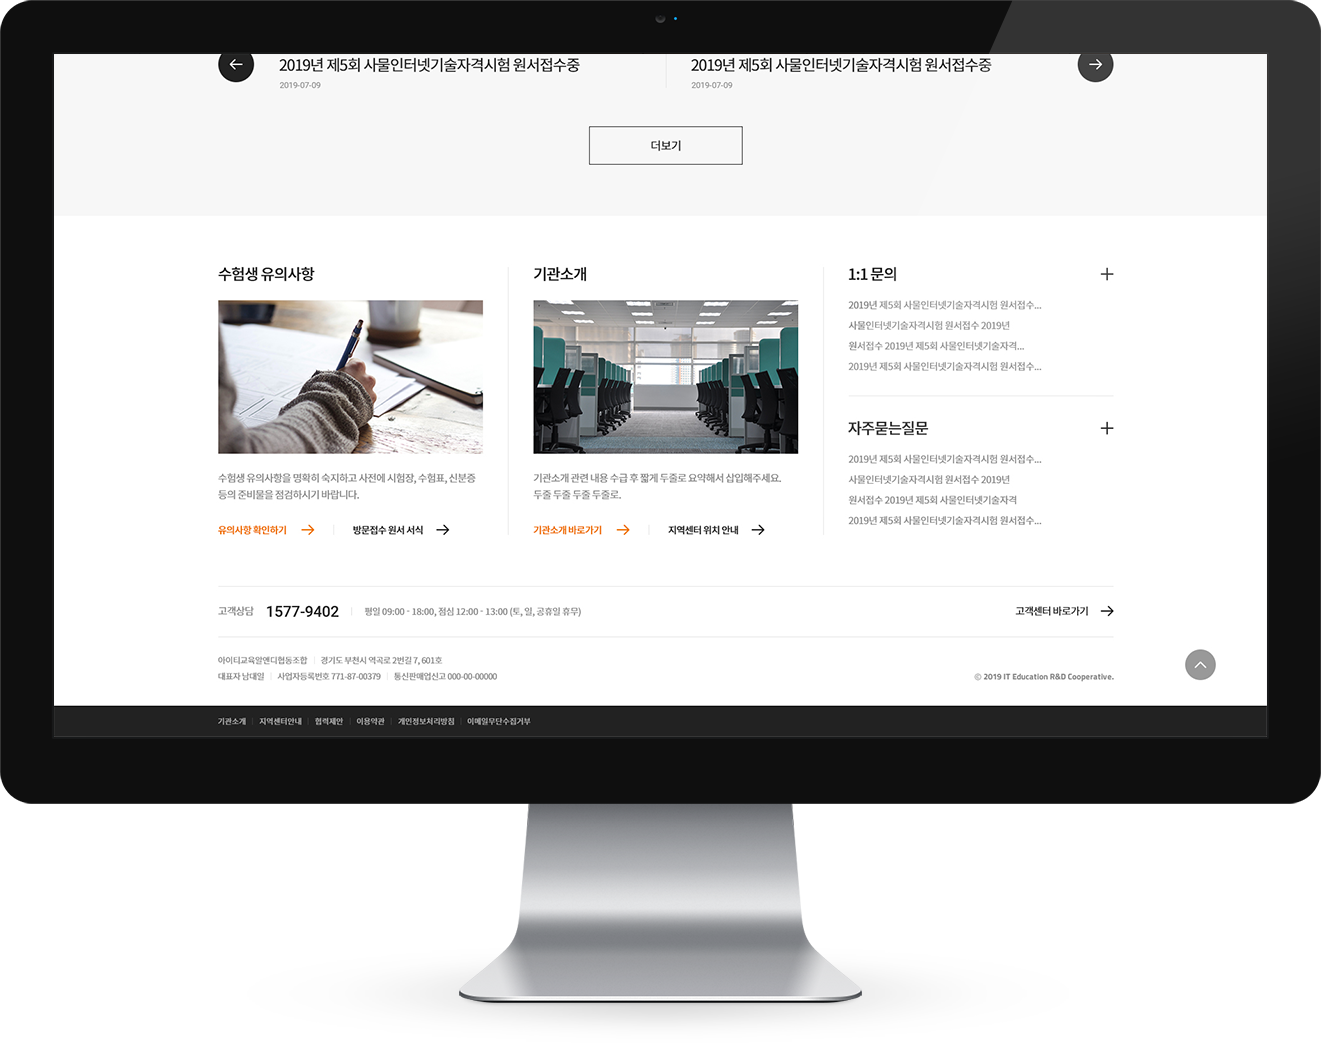 2019년 제5회 사물인터넷기술자격시험 원서접수중
2019-07-09
2019년 제5회 사물인터넷기술자격시험 원서접수중
2019-07-09
더보기
수험생 유의사항
수험생 유의사항을 명확히 숙지하고 사전에 시험장, 수험표, 신분증
등의 준비물을 점검하시기 바랍니다.
유의사항 확인하기
방문접수 원서 서식
기관소개
기관소개 관련 내용 수급 후 짧게 두줄로 요약해서 삽입해주세요.
두줄 두줄 두줄 두줄로.
기관소개 바로가기
지역센터 위치 안내
1:1 문의
2019년 제5회 사물인터넷기술자격시험 원서접수...
사물인터넷기술자격시험 원서접수 2019년
원서접수 2019년 제5회 사물인터넷기술자격...
2019년 제5회 사물인터넷기술자격시험 원서접수...
자주묻는질문
2019년 제5회 사물인터넷기술자격시험 원서접수...
사물인터넷기술자격시험 원서접수 2019년
원서접수 2019년 제5회 사물인터넷기술자격
2019년 제5회 사물인터넷기술자격시험 원서접수...
고객상담 1577-9402 평일 09:00 - 18:00, 점심 12:00 - 13:00 (토, 일, 공휴일 휴무)
고객센터 바로가기
아이티교육알앤디협동조합 경기도 부천시 역곡로 2번길 7, 601호
대표자 남대일 사업자등록번호 771-87-00379 통신판매업신고 000-00-00000
© 2019 IT Education R&D Cooperative.
기관소개 지역센터안내 협력제안 이용약관 개인정보처리방침 이메일무단수집거부